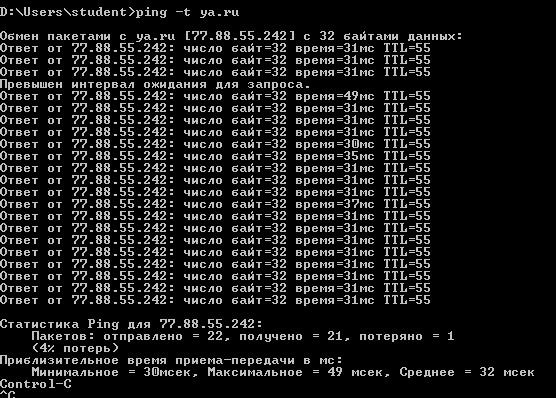 D:\Users\student>ping -t ya.ru
Обмен пакетами с ya.ru [77.88.55.242] с 32 байтами данных:
Ответ от 77.88.55.242: число байт=32 время=31мс TTL=55
Ответ от 77.88.55.242: число байт=32 время=31мс TTL=55
Ответ от 77.88.55.242: число байт=32 время=31мс TTL=55
Превышен интервал ожидания для запроса.
Ответ от 77.88.55.242: число байт=32 время=49мс TTL=55
Ответ от 77.88.55.242: число байт=32 время=31мс TTL=55
Ответ от 77.88.55.242: число байт=32 время=31мс TTL=55
Ответ от 77.88.55.242: число байт=32 время=31мс TTL=55
Ответ от 77.88.55.242: число байт=32 время=30мс TTL=55
Ответ от 77.88.55.242: число байт=32 время=35мс TTL=55
Ответ от 77.88.55.242: число байт=32 время=31мс TTL=55
Ответ от 77.88.55.242: число байт=32 время=31мс TTL=55
Ответ от 77.88.55.242: число байт=32 время=31мс TTL=55
Ответ от 77.88.55.242: число байт=32 время=37мс TTL=55
Ответ от 77.88.55.242: число байт=32 время=31мс TTL=55
Ответ от 77.88.55.242: число байт=32 время=31мс TTL=55
Ответ от 77.88.55.242: число байт=32 время=31мс TTL=55
Ответ от 77.88.55.242: число байт=32 время=31мс TTL=55
Ответ от 77.88.55.242: число байт=32 время=31мс TTL=55
Ответ от 77.88.55.242: число байт=32 время=31мс TTL=55
Ответ от 77.88.55.242: число байт=32 время=31мс TTL=55
Ответ от 77.88.55.242: число байт=32 время=31мс TTL=55
Статистика Ping для 77.88.55.242:
Пакетов: отправлено = 22, получено = 21, потеряно = 1
(4% потерь)
Приблизительное время приема-передачи в мс:
Минимальное = 30мсек, Максимальное = 49 мсек, Среднее = 32 мсек
Control-C
^C